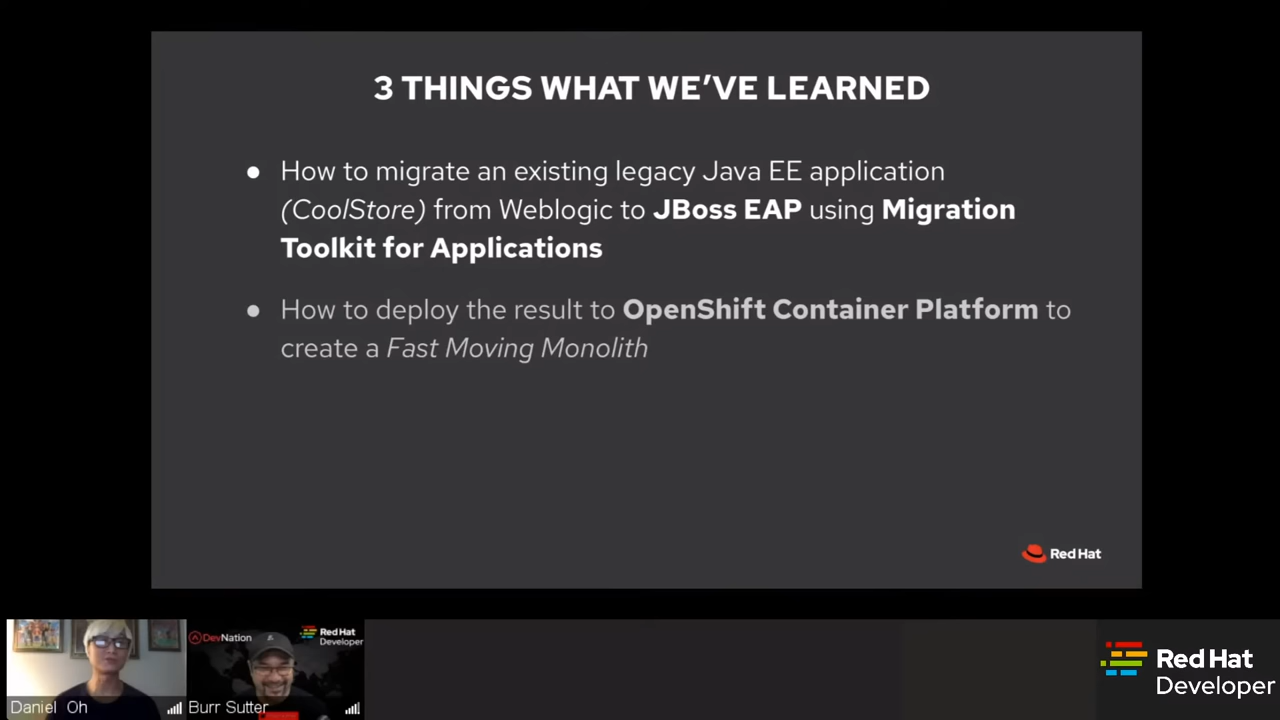 3 THINGS WHAT WE’VE LEARNED
● How to migrate an existing legacy Java EE application
(CoolStore) from Weblogic to JBoss EAP using Migration
Toolkit for Applications
● How to deploy the result to OpenShift Container Platform to
create a Fast Moving Monolith
Red Hat
DevNation
Red Hat
Developer
Daniel Oh
Burr Sutter
Red Hat
Developer